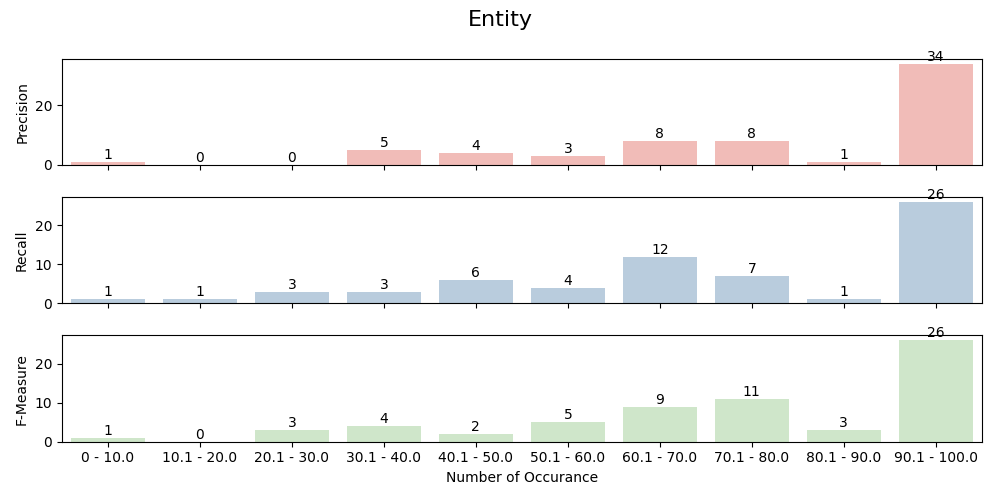 Entity
Precision
20
0
1 0 0 5 4 3 8 8 1 34
Recall
20
10
0
1 1 3 3 6 4 12 7 1 26
F-Measure
20
10
0
1 0 3 4 2 5 9 11 3 26
0 - 10.0 10.1 - 20.0 20.1 - 30.0 30.1 - 40.0 40.1 - 50.0 50.1 - 60.0 60.1 - 70.0 70.1 - 80.0 80.1 - 90.0 90.1 - 100.0
Number of Occurance